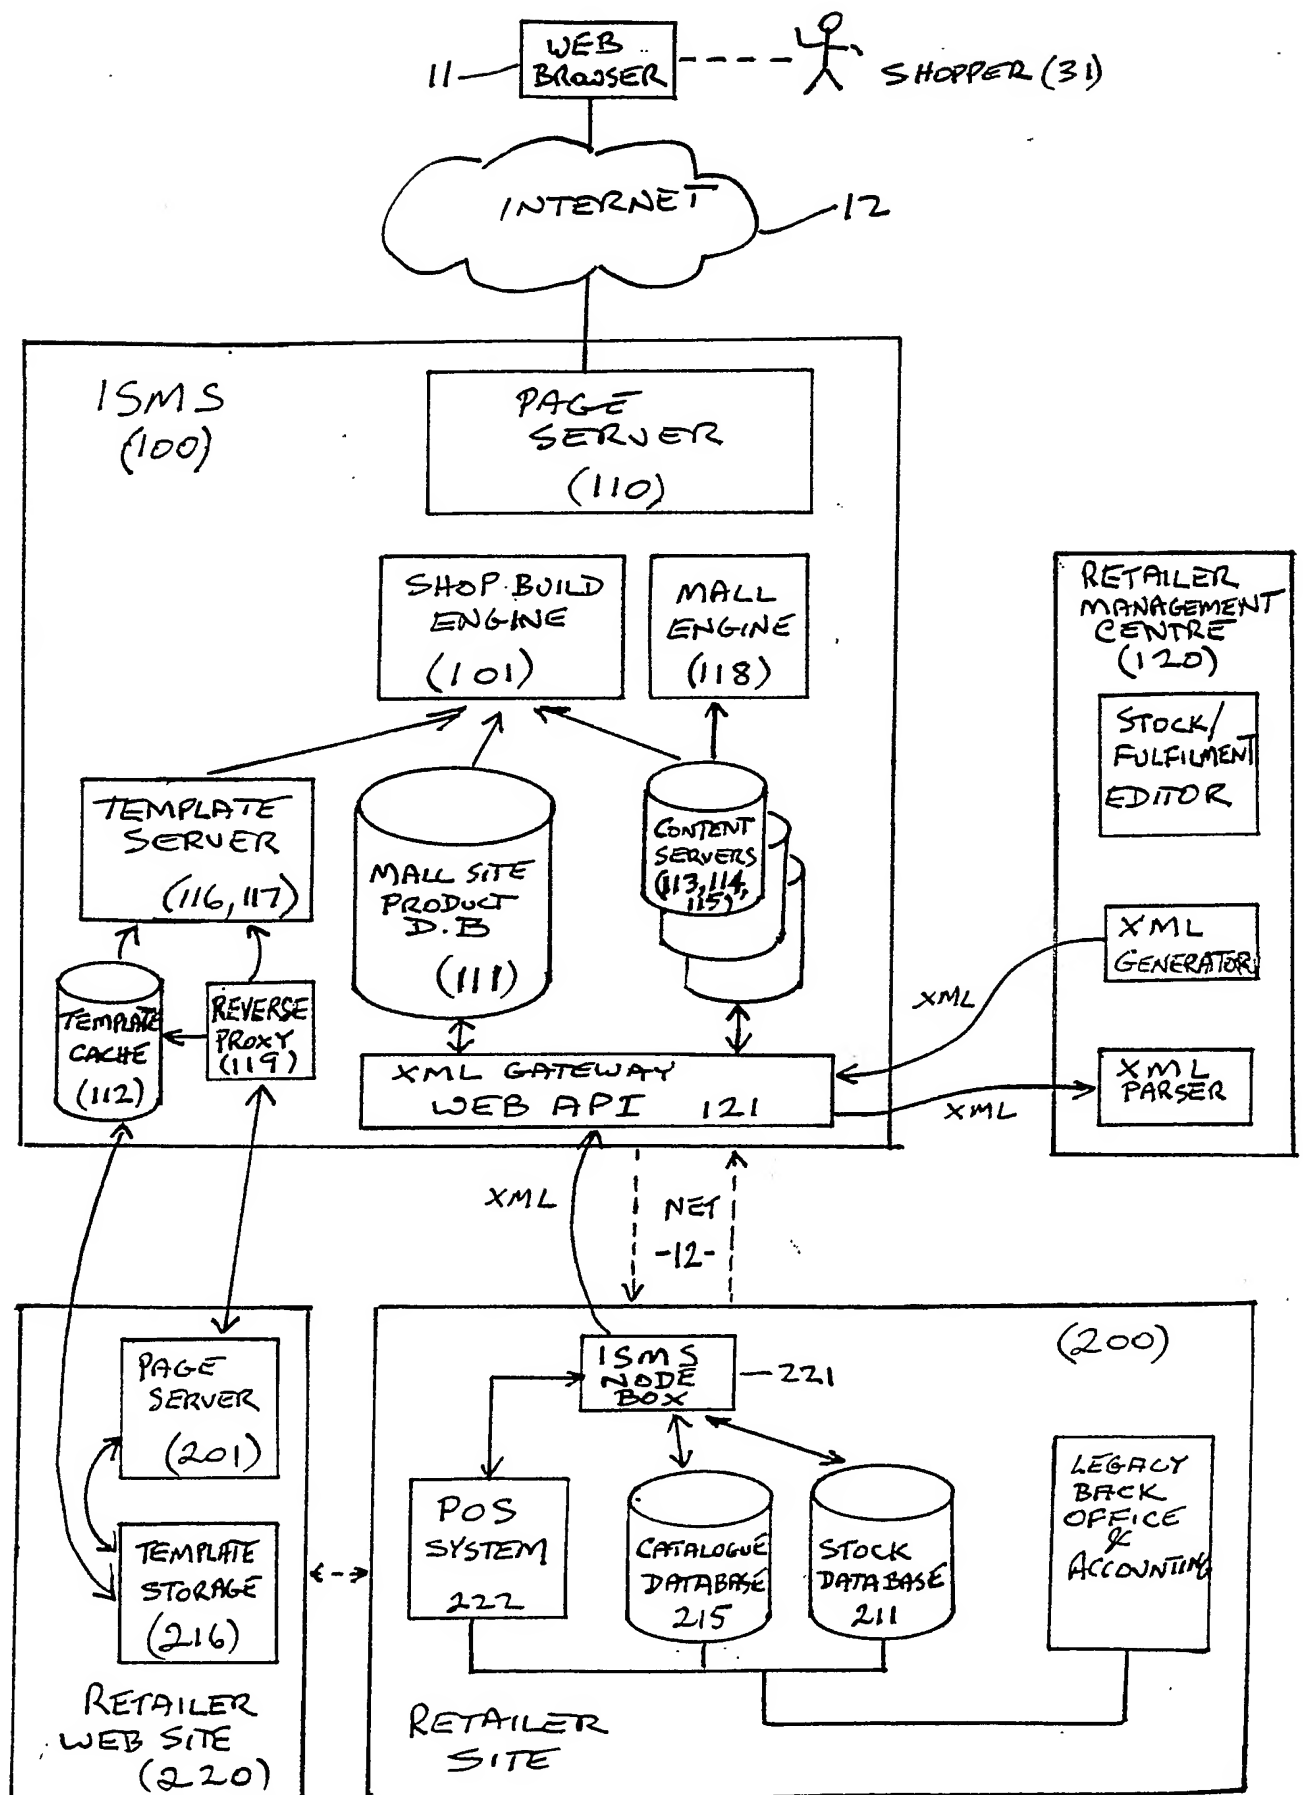 WEB
BROWSER
11
SHOPPER (31)
INTERNET
12
ISMS
(100)
PAGE
SERVER
(110)
SHOP BUILD
ENGINE
(101)
MALL
ENGINE
(118)
RETAILER
MANAGEMENT
CENTRE
(120)
STOCK/
FULFILMENT
EDITOR
TEMPLATE
SERVER
(116,117)
MALL SITE
PRODUCT
D.B
(111)
CONTENT
SERVERS
(113,114,
115)
XML
GENERATOR
TEMPLATE
CACHE
(112)
REVERSE
PROXY
(119)
XML
XML GATEWAY
WEB API 121
XML
PARSER
XML
XML
NET
-12-
PAGE
SERVER
(201)
TEMPLATE
STORAGE
(216)
RETAILER
WEB SITE
(220)
ISMS
NODE
BOX
221
(200)
POS
SYSTEM
222
CATALOGUE
DATABASE
215
STOCK
DATABASE
211
LEGACY
BACK
OFFICE
&
ACCOUNTING
RETAILER
SITE